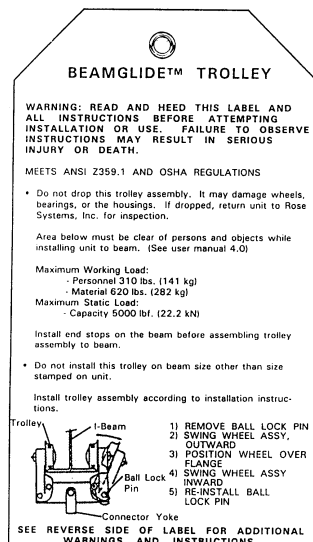 BEAMGLIDE™ TROLLEY
WARNING: READ AND HEED THIS LABEL AND
ALL INSTRUCTIONS BEFORE ATTEMPTING
INSTALLATION OR USE. FAILURE TO OBSERVE
INSTRUCTIONS MAY RESULT IN SERIOUS
INJURY OR DEATH.
MEETS ANSI Z359.1 AND OSHA REGULATIONS
• Do not drop this trolley assembly. It may damage wheels,
bearings, or the housings. If dropped, return unit to Rose
Systems, Inc. for inspection.
Area below must be clear of persons and objects while
installing unit to beam. (See user manual 4.0)
Maximum Working Load:
- Personnel 310 lbs. (141 kg)
- Material 620 lbs. (282 kg)
Maximum Static Load:
- Capacity 5000 lbf. (22.2 kN)
Install end stops on the beam before assembling trolley
assembly to beam.
• Do not install this trolley on beam size other than size
stamped on unit.
Install trolley assembly according to installation instruc-
tions.
Trolley
I-Beam
Ball Lock
Pin
Connector Yoke
1) REMOVE BALL LOCK PIN
2) SWING WHEEL ASSY,
OUTWARD
3) POSITION WHEEL OVER
FLANGE
4) SWING WHEEL ASSY
INWARD
5) RE-INSTALL BALL
LOCK PIN
SEE REVERSE SIDE OF LABEL FOR ADDITIONAL
WARNINGS AND INSTRUCTIONS